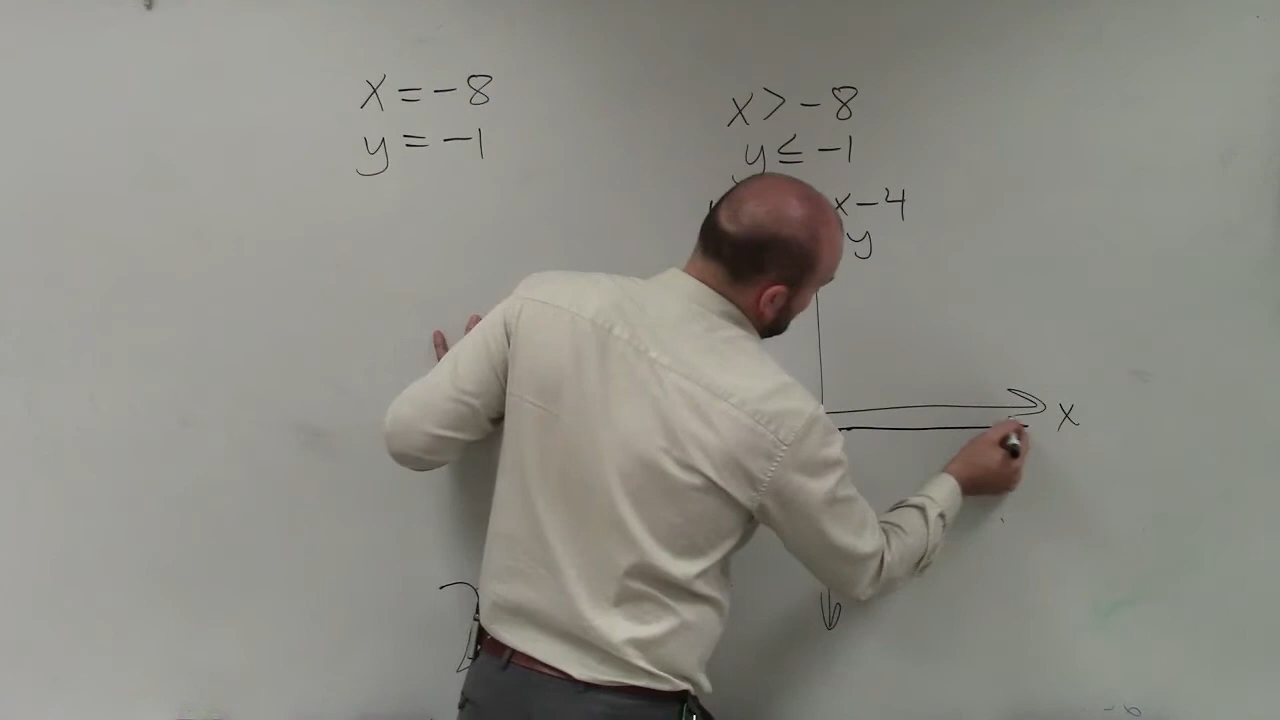 x = -8
y = -1
x > -8
y ≤ -1
x - 4
y
x